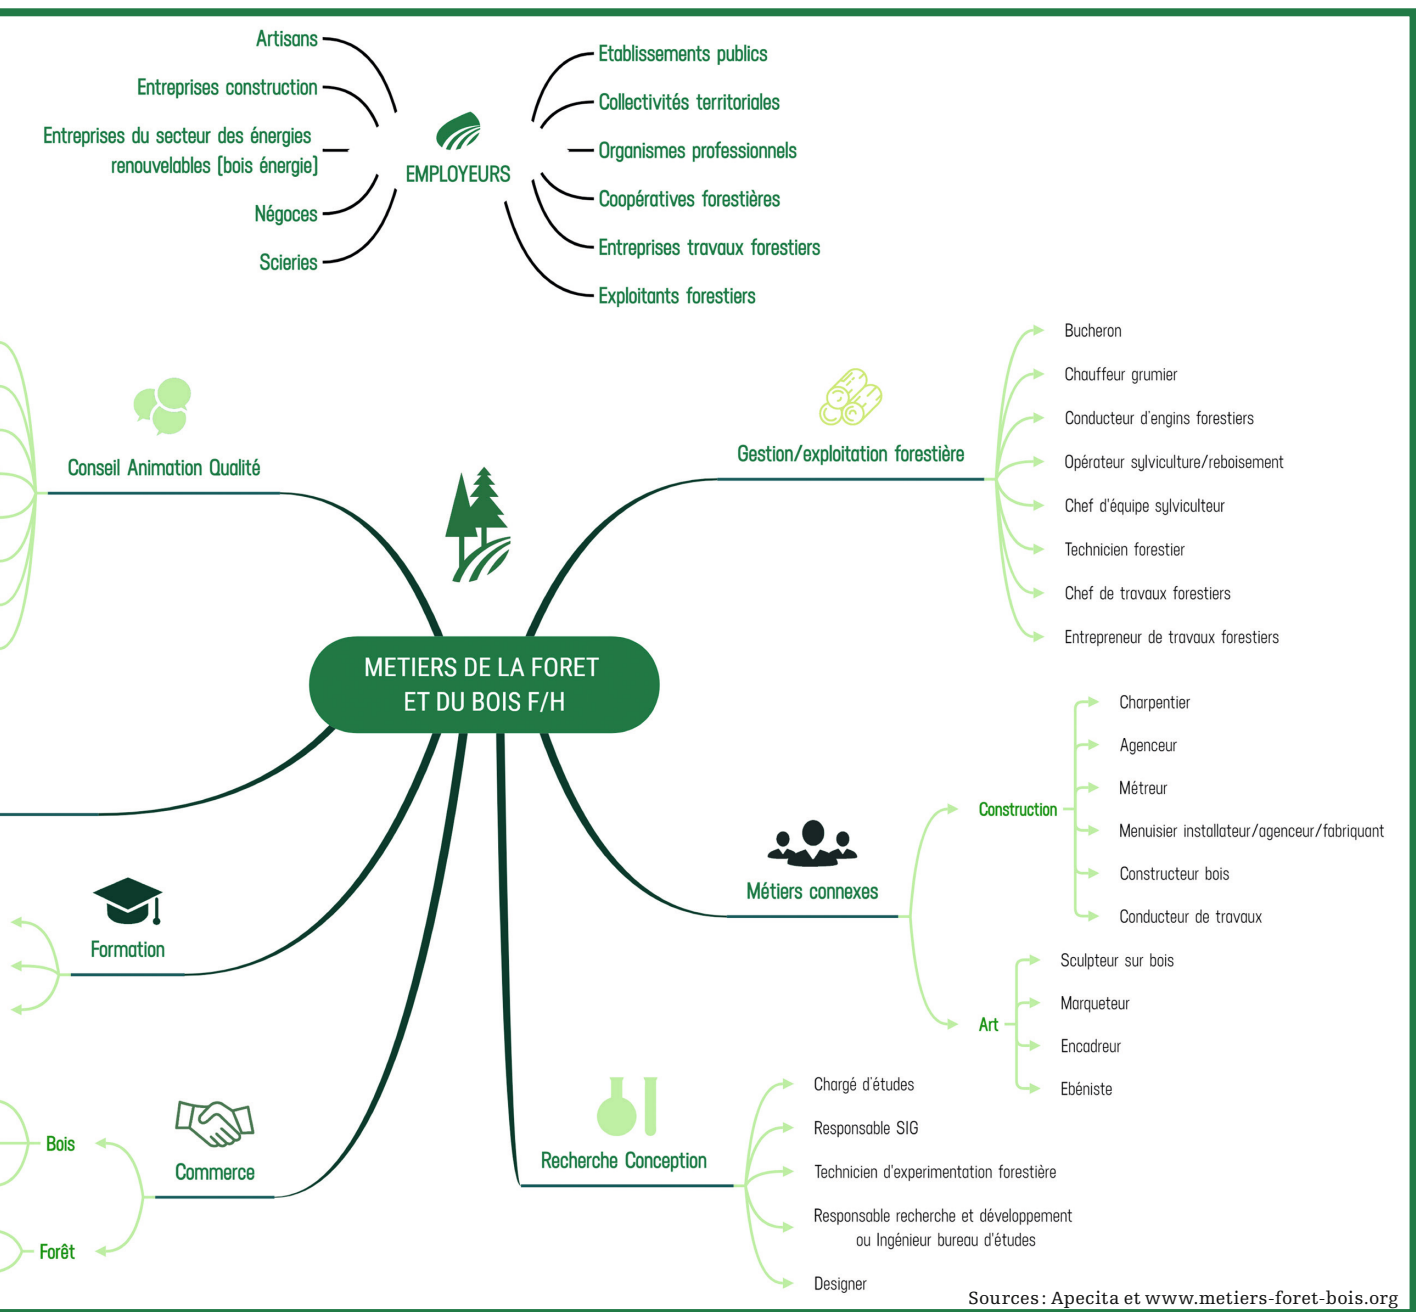 Artisans
Entreprises construction
Entreprises du secteur des énergies
renouvelables (bois énergie)
Négoces
Scieries
EMPLOYEURS
Etablissements publics
Collectivités territoriales
Organismes professionnels
Coopératives forestières
Entreprises travaux forestiers
Exploitants forestiers
Conseil Animation Qualité
Gestion/exploitation forestière
Bucheron
Chauffeur grumier
Conducteur d'engins forestiers
Opérateur sylviculture/reboisement
Chef d'équipe sylviculteur
Technicien forestier
Chef de travaux forestiers
Entrepreneur de travaux forestiers
METIERS DE LA FORET
ET DU BOIS F/H
Métiers connexes
Construction
Charpentier
Agenceur
Métreur
Menuisier installateur/agenceur/fabriquant
Constructeur bois
Conducteur de travaux
Art
Sculpteur sur bois
Marqueteur
Encadreur
Ebéniste
Formation
Commerce
Bois
Forêt
Recherche Conception
Chargé d'études
Responsable SIG
Technicien d'experimentation forestière
Responsable recherche et développement
ou Ingénieur bureau d'études
Designer
Sources : Apecita et www.metiers-foret-bois.org